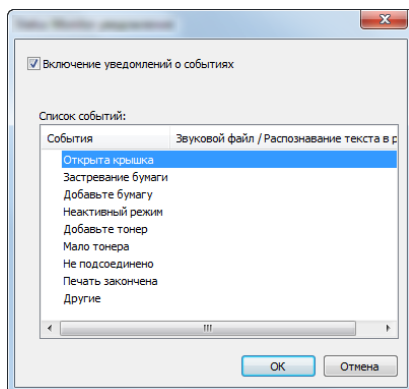 Включение уведомлений о событиях
Список событий:
События Звуковой файл / Распознавание текста в р
Открыта крышка
Застревание бумаги
Добавьте бумагу
Неактивный режим
Добавьте тонер
Мало тонера
Не подсоединено
Печать закончена
Другие
OK Отмена